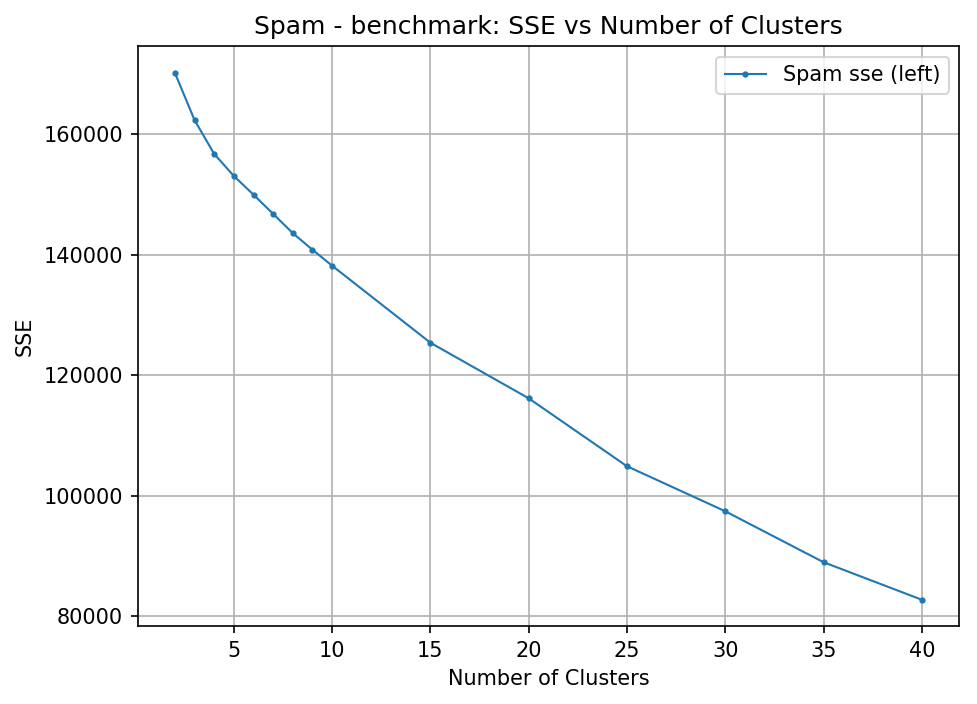 Spam - benchmark: SSE vs Number of Clusters
Spam sse (left)
160000
140000
120000
100000
80000
SSE
5 10 15 20 25 30 35 40
Number of Clusters